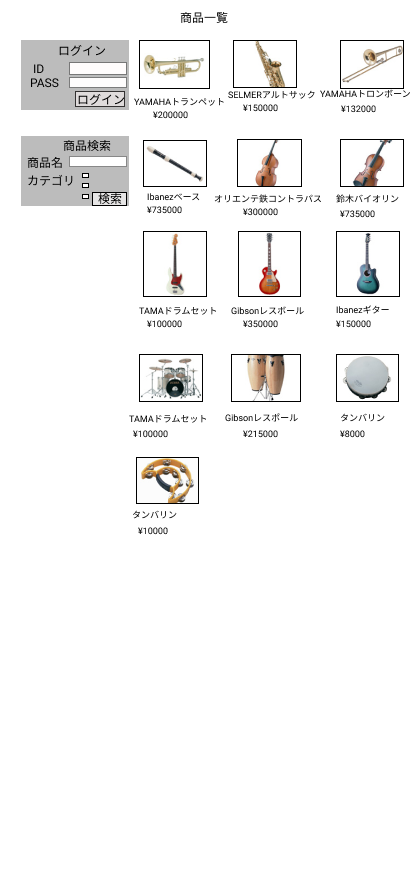 商品一覧
ログイン
ID
PASS
ログイン
商品検索
商品名
カテゴリ
検索
YAMAHAトランペット
¥200000
SELMERアルトサック
¥150000
YAMAHAトロンボーン
¥132000
Ibanezベース
¥735000
オリエンテ鉄コントラバス
¥300000
鈴木バイオリン
¥735000
TAMAドラムセット
¥100000
Gibsonレスポール
¥350000
Ibanezギター
¥150000
TAMAドラムセット
¥100000
Gibsonレスポール
¥215000
タンバリン
¥8000
タンバリン
¥10000